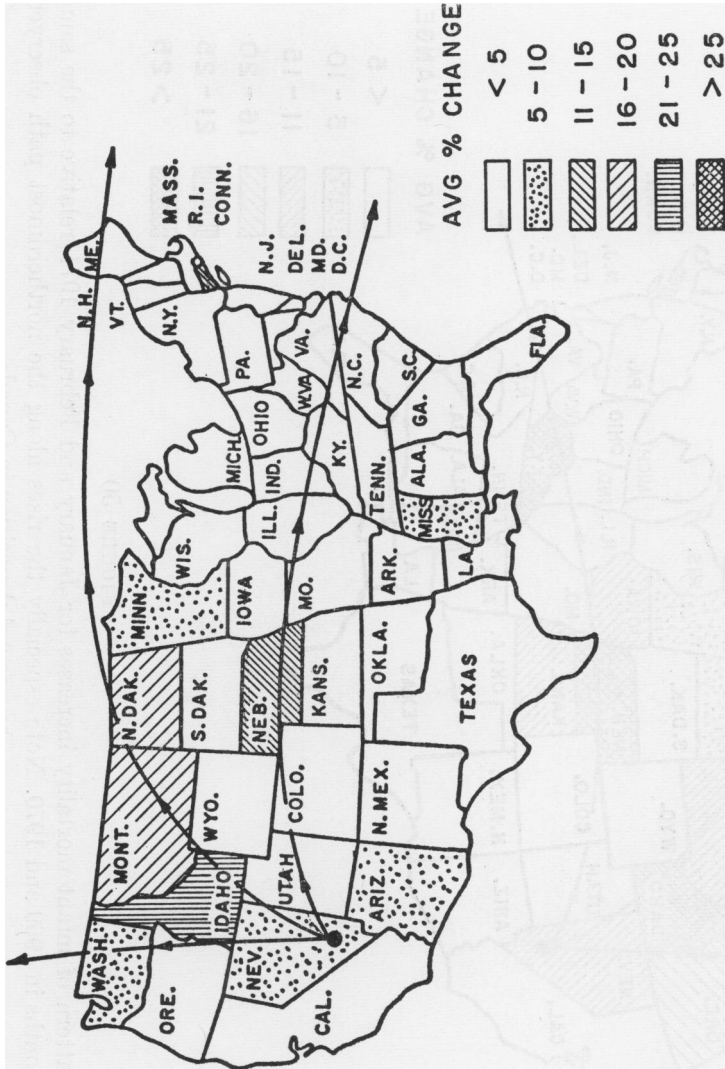 WASH.
ORE.
CAL.
NEV.
IDAHO
MONT.
WYO.
UTAH
ARIZ.
COLO.
N. MEX.
N. DAK.
S. DAK.
NEB.
KANS.
OKLA.
TEXAS
MINN.
IOWA
MO.
ARK.
LA.
WIS.
ILL.
MICH.
IND.
OHIO
KY.
TENN.
MISS
ALA.
GA.
FLA.
S.C.
N.C.
VA.
W.VA
PA.
N.Y.
VT.
N.H.
ME.
MASS.
R.I.
CONN.
N.J.
DEL.
MD.
D.C.
AVG % CHANGE
< 5
5 - 10
11 - 15
16 - 20
21 - 25
> 25